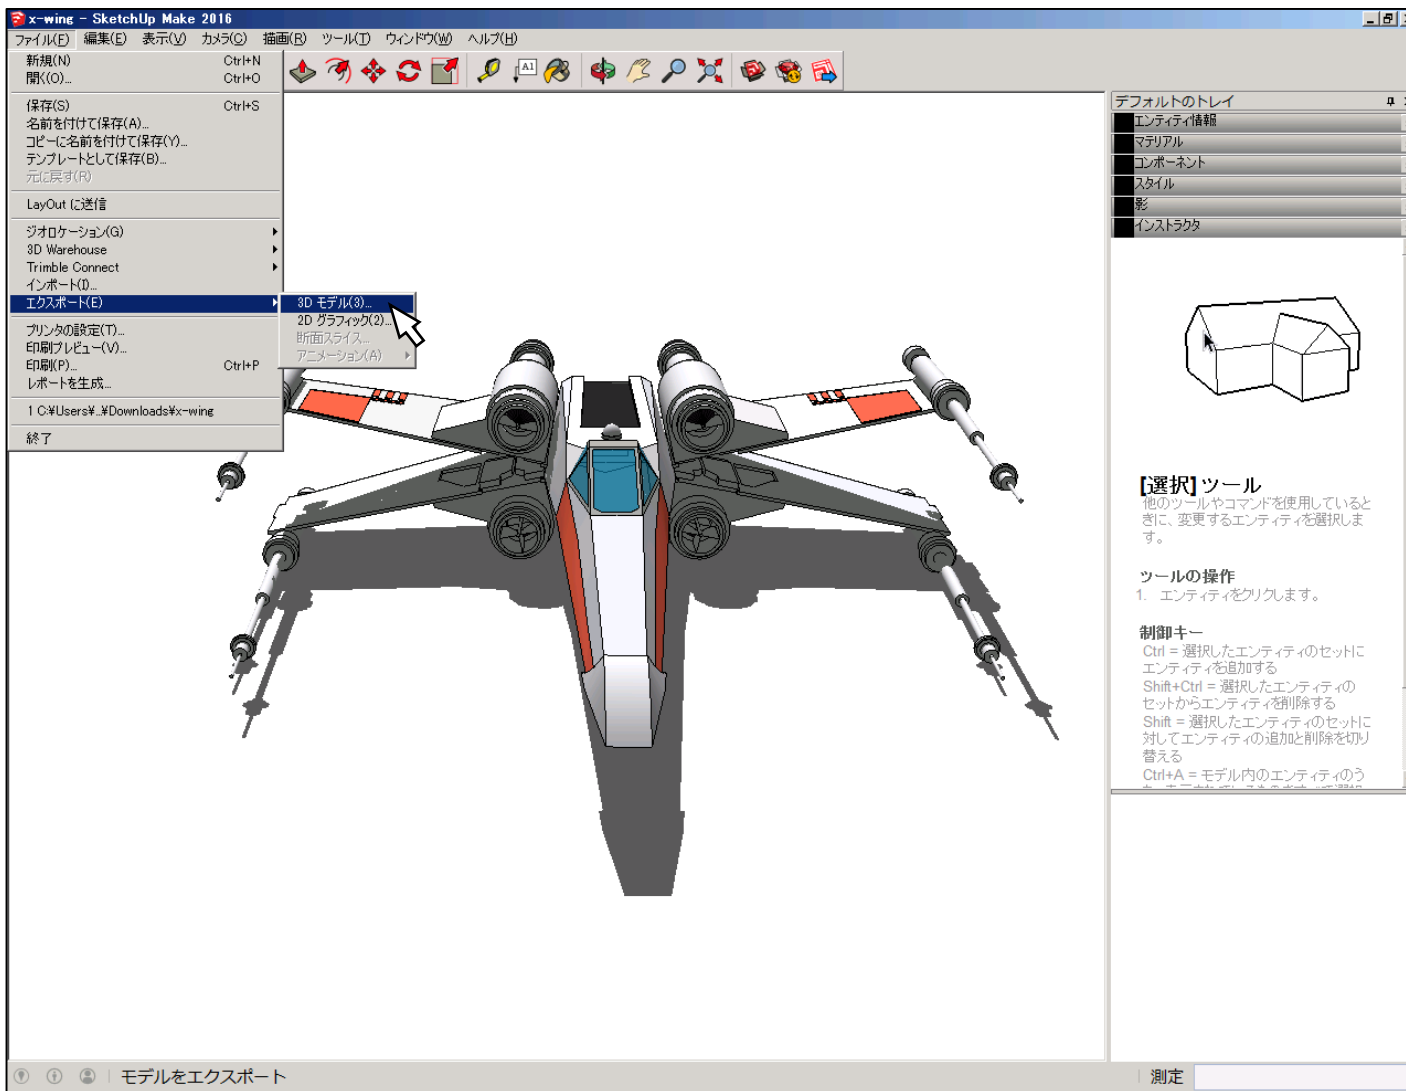 x-wing - SketchUp Make 2016
ファイル(F) 編集(E) 表示(V) カメラ(C) 描画(R) ツール(T) ウィンドウ(W) ヘルプ(H)
新規(N) Ctrl+N
開く(O)... Ctrl+O
保存(S) Ctrl+S
名前を付けて保存(A)...
コピーに名前を付けて保存(Y)...
テンプレートとして保存(B)...
元に戻す(R)
LayOut に送信
ジオロケーション(G)
3D Warehouse
Trimble Connect
インポート(I)...
エクスポート(E)
プリンタの設定(T)...
印刷プレビュー(V)...
印刷(P)... Ctrl+P
レポートを生成...
1 C:¥Users¥...¥Downloads¥x-wing
終了
3D モデル(3)...
2D グラフィック(2)...
断面スライス...
アニメーション(A)
A1
デフォルトのトレイ
エンティティ情報
マテリアル
コンポーネント
スタイル
影
インストラクタ
[選択] ツール
他のツールやコマンドを使用していると
きに、変更するエンティティを選択しま
す。
ツールの操作
1. エンティティをクリックします。
制御キー
Ctrl = 選択したエンティティのセットに
エンティティを追加する
Shift+Ctrl = 選択したエンティティの
セットからエンティティを削除する
Shift = 選択したエンティティのセットに
対してエンティティの追加と削除を切り
替える
Ctrl+A = モデル内のエンティティのう
モデルをエクスポート
測定